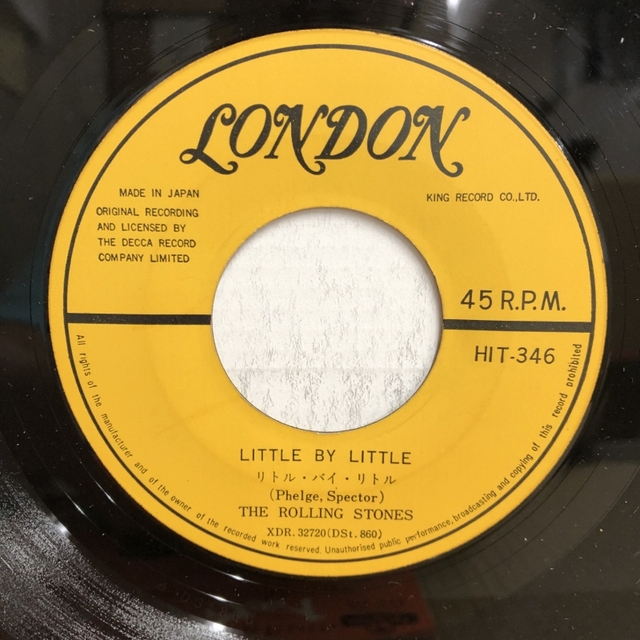 LONDON
MADE IN JAPAN
KING RECORD CO.,LTD.
ORIGINAL RECORDING
AND LICENSED BY
THE DECCA RECORD
COMPANY LIMITED
45 R.P.M.
HIT-346
LITTLE BY LITTLE
リトル・バイ・リトル
(Phelge, Spector)
THE ROLLING STONES
XDR. 32720(DSt. 860)
All rights of the manufacturer and of the owner of the recorded work reserved. Unauthorised public performance, broadcasting and copying of this record prohibited